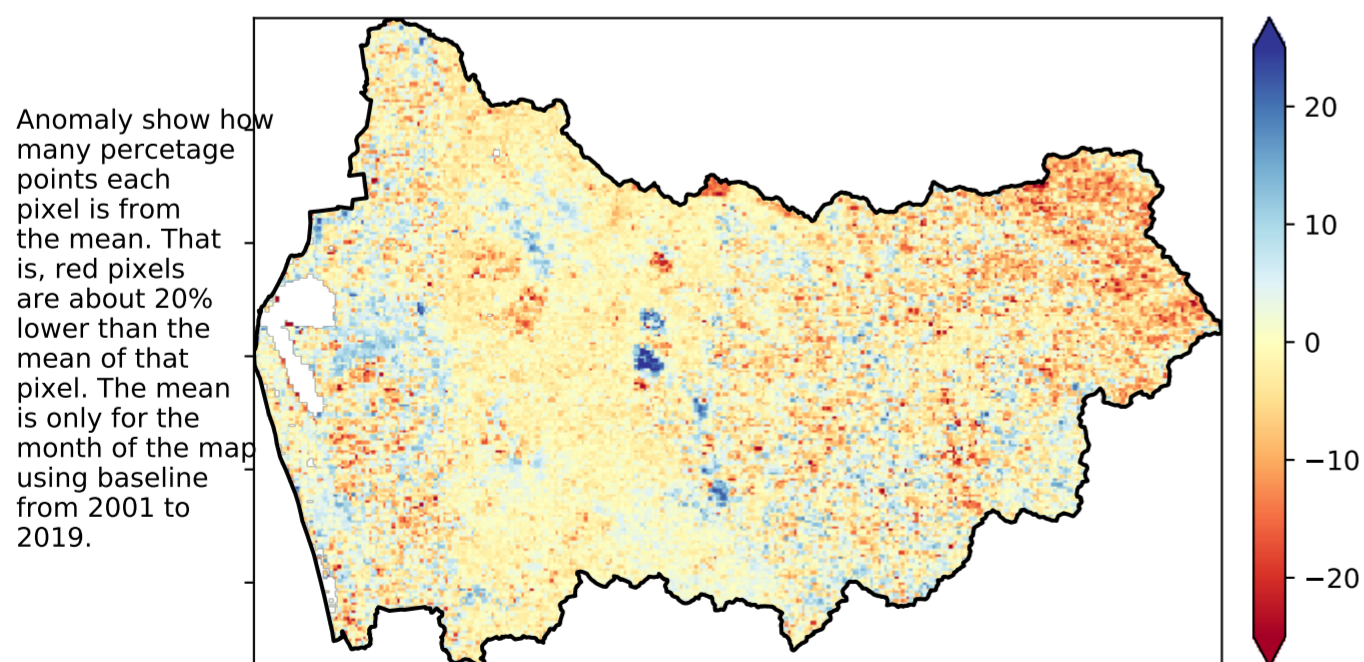 Anomaly show how
many percetage
points each
pixel is from
the mean. That
is, red pixels
are about 20%
lower than the
mean of that
pixel. The mean
is only for the
month of the map
using baseline
from 2001 to
2019.
20
10
0
−10
−20